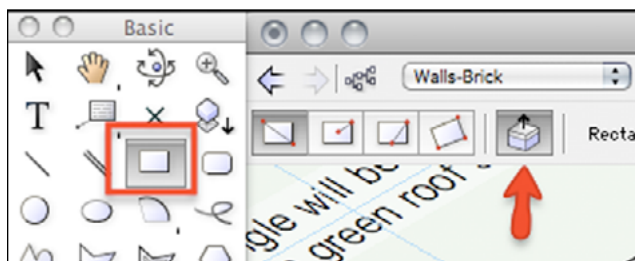 Basic
Walls-Brick
T
Recta
gle will be
green roof